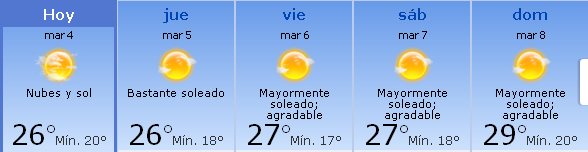 Hoy
mar 4
Nubes y sol
26° Mín. 20°
jue
mar 5
Bastante soleado
26° Mín. 18°
vie
mar 6
Mayormente
soleado;
agradable
27° Mín. 17°
sáb
mar 7
Mayormente
soleado;
agradable
27° Mín. 18°
dom
mar 8
Mayormente
soleado;
agradable
29° Mín. 20°